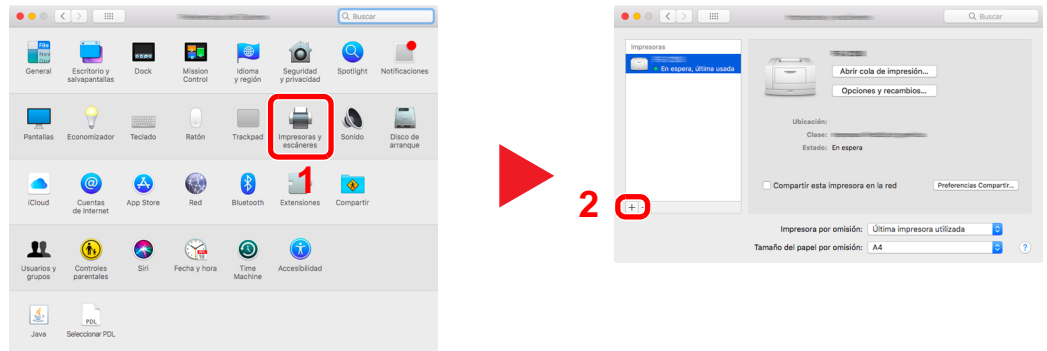 Buscar
File
General
Escritorio y
salvapantallas
Dock
Mission
Control
Idioma
y región
Seguridad
y privacidad
Spotlight
Notificaciones
Pantallas
Economizador
Teclado
Ratón
Trackpad
Impresoras y
escáneres
Sonido
Disco de
arranque
1
iCloud
Cuentas
de Internet
App Store
Red
Bluetooth
Extensiones
Compartir
Usuarios y
grupos
Controles
parentales
Siri
Fecha y hora
Time
Machine
Accesibilidad
PDL
Java
Seleccionar PDL
Buscar
Impresoras
En espera, última usada
Abrir cola de impresión...
Opciones y recambios...
Ubicación:
Clase:
Estado: En espera
Compartir esta impresora en la red
Preferencias Compartir...
2
+ -
Impresora por omisión: Última impresora utilizada
Tamaño del papel por omisión: A4
?